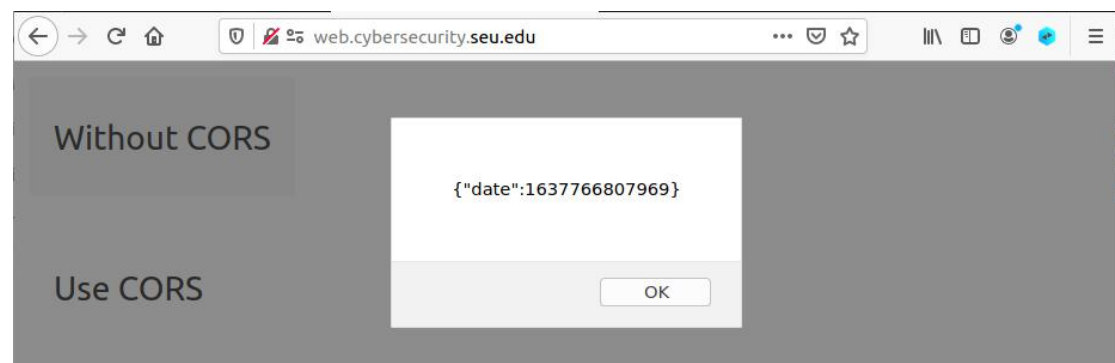 web.cybersecurity.seu.edu
Without CORS
{"date":1637766807969}
Use CORS
OK